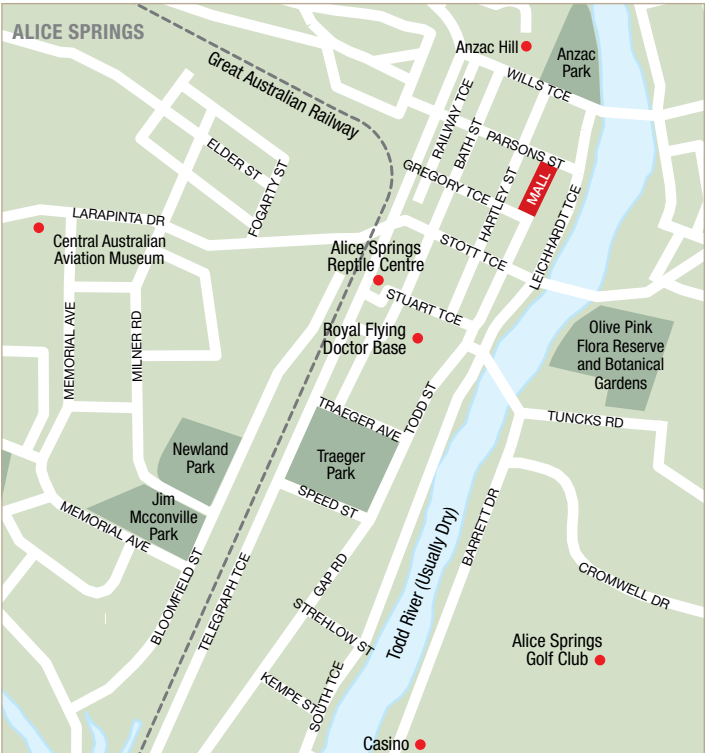 ALICE SPRINGS
Anzac Hill
Anzac
Park
Great Australian Railway
WILLS TCE
RAILWAY TCE
BATH ST
PARSONS ST
ELDER ST
FOGARTY ST
GREGORY TCE
HARTLEY ST
MALL
LEICHHARDT TCE
LARAPINTA DR
Central Australian
Aviation Museum
STOTT TCE
Alice Springs
Reptile Centre
STUART TCE
MEMORIAL AVE
MILNER RD
Royal Flying
Doctor Base
Olive Pink
Flora Reserve
and Botanical
Gardens
TRAEGER AVE
TODD ST
TUNCKS RD
Newland
Park
Traeger
Park
Jim
Mcconville
Park
SPEED ST
MEMORIAL AVE
BLOOMFIELD ST
TELEGRAPH TCE
GAP RD
Todd River (Usually Dry)
BARRETT DR
CROMWELL DR
STREHLOW ST
Alice Springs
Golf Club
KEMPE ST
SOUTH TCE
Casino